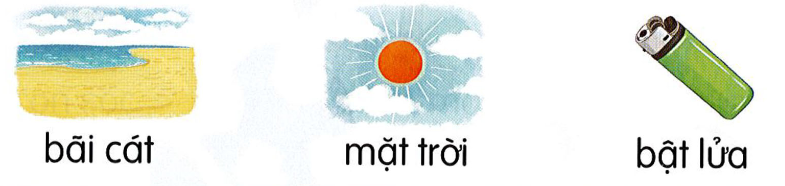 bãi cát
mặt trời
bật lửa